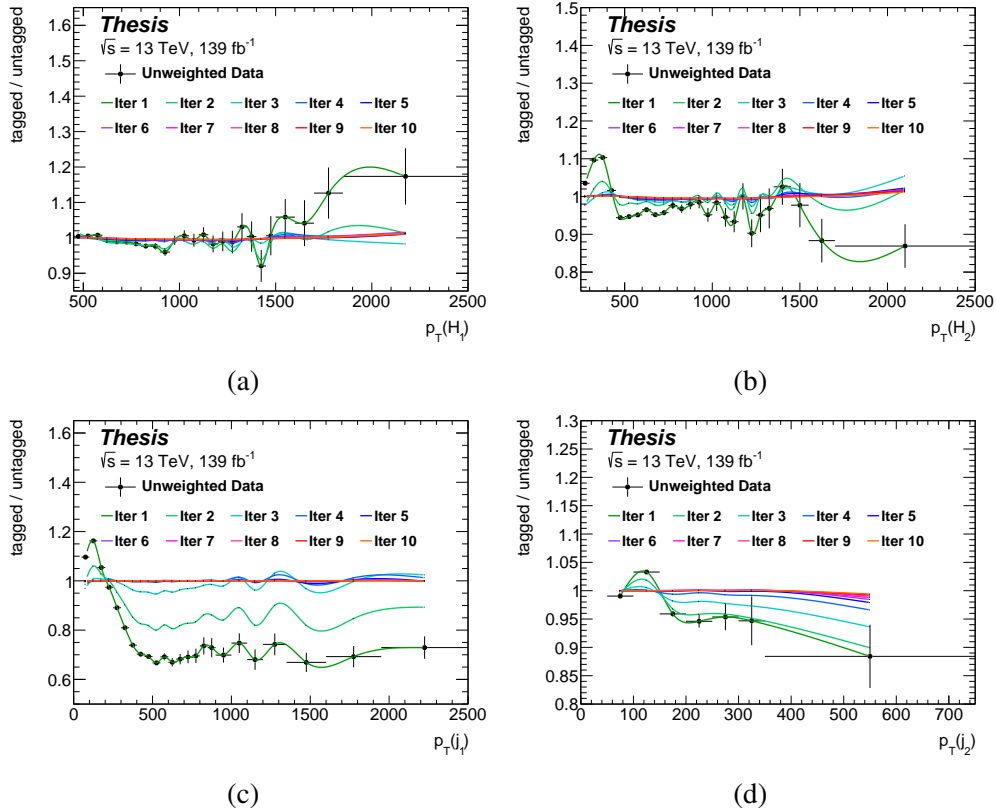 Thesis
√s = 13 TeV, 139 fb⁻¹
Unweighted Data
Iter 1 Iter 2 Iter 3 Iter 4 Iter 5
Iter 6 Iter 7 Iter 8 Iter 9 Iter 10
tagged / untagged
1.6
1.5
1.4
1.3
1.2
1.1
1
0.9
500 1000 1500 2000 2500
p_T(H_1)
(a)
Thesis
√s = 13 TeV, 139 fb⁻¹
Unweighted Data
Iter 1 Iter 2 Iter 3 Iter 4 Iter 5
Iter 6 Iter 7 Iter 8 Iter 9 Iter 10
tagged / untagged
1.5
1.4
1.3
1.2
1.1
1
0.9
0.8
500 1000 1500 2000 2500
p_T(H_2)
(b)
Thesis
√s = 13 TeV, 139 fb⁻¹
Unweighted Data
Iter 1 Iter 2 Iter 3 Iter 4 Iter 5
Iter 6 Iter 7 Iter 8 Iter 9 Iter 10
tagged / untagged
1.6
1.4
1.2
1
0.8
0.6
0 500 1000 1500 2000 2500
p_T(j_1)
(c)
Thesis
√s = 13 TeV, 139 fb⁻¹
Unweighted Data
Iter 1 Iter 2 Iter 3 Iter 4 Iter 5
Iter 6 Iter 7 Iter 8 Iter 9 Iter 10
tagged / untagged
1.3
1.25
1.2
1.15
1.1
1.05
1
0.95
0.9
0.85
0.8
0 100 200 300 400 500 600 700
p_T(j_2)
(d)